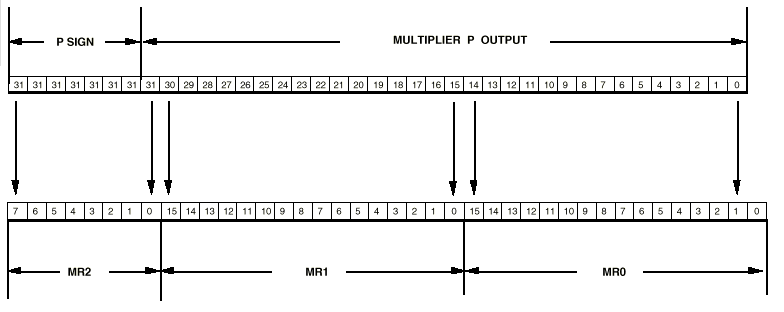 P SIGN MULTIPLIER P OUTPUT
31 31 31 31 31 31 31 31 30 29 28 27 26 25 24 23 22 21 20 19 18 17 16 15 14 13 12 11 10 9 8 7 6 5 4 3 2 1 0
7 6 5 4 3 2 1 0 15 14 13 12 11 10 9 8 7 6 5 4 3 2 1 0 15 14 13 12 11 10 9 8 7 6 5 4 3 2 1 0
MR2 MR1 MR0